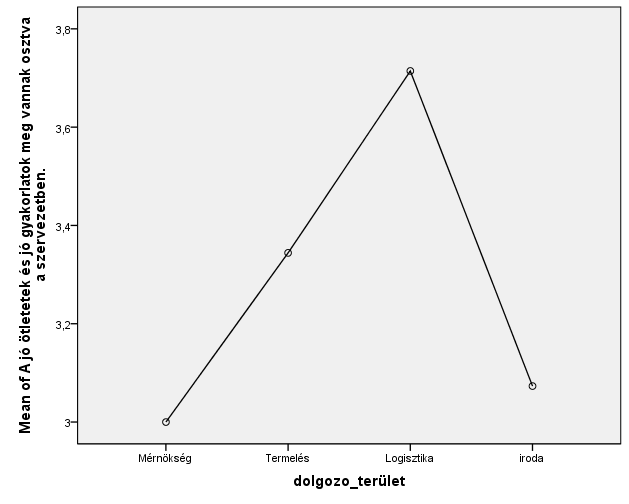 Mean of A jó ötletetek és jó gyakorlatok meg vannak osztva
a szervezetben.
3,8
3,6
3,4
3,2
3
Mérnökség Termelés Logisztika iroda
dolgozo_terület